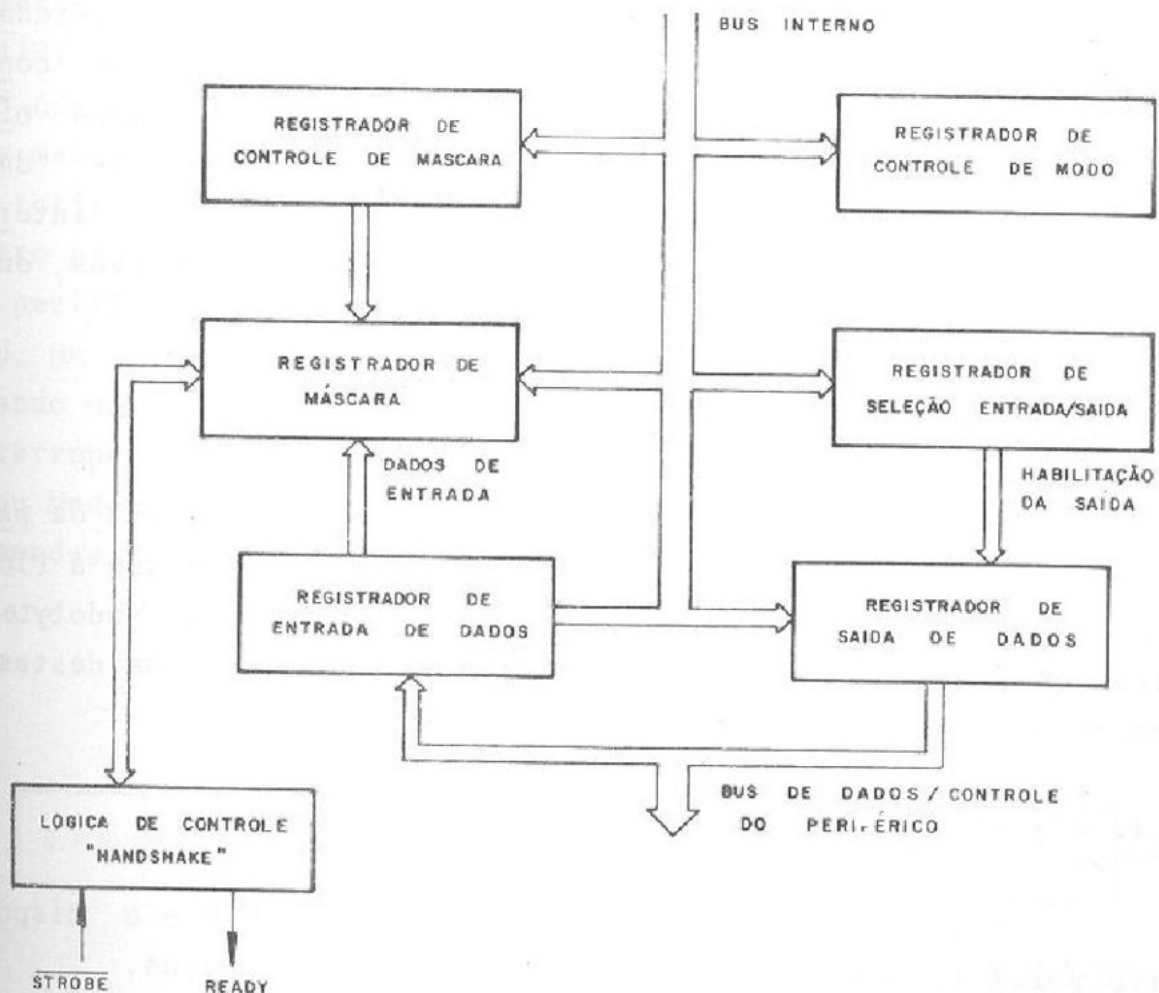 BUS INTERNO
REGISTRADOR DE
CONTROLE DE MASCARA
REGISTRADOR DE
CONTROLE DE MODO
REGISTRADOR DE
MÁSCARA
REGISTRADOR DE
SELEÇÃO ENTRADA/SAIDA
DADOS DE
ENTRADA
HABILITAÇÃO
DA SAÍDA
REGISTRADOR DE
ENTRADA DE DADOS
REGISTRADOR DE
SAIDA DE DADOS
BUS DE DADOS / CONTROLE
DO PERIFÉRICO
LOGICA DE CONTROLE
"HANDSHAKE"
STROBE
READY